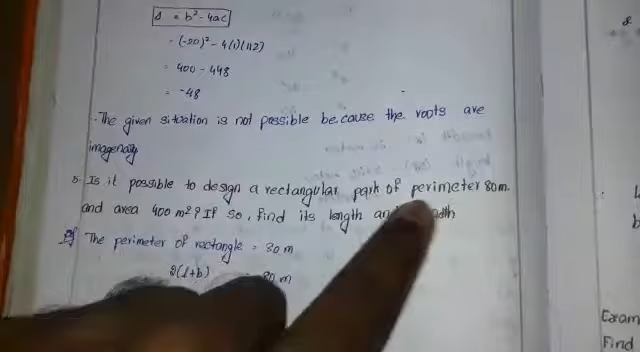 Δ = b² - 4ac
= (-20)² - 4(1)(112)
= 400 - 448
= -48
∴ The given situation is not possible because the roots are
imagenary
5. Is it possible to design a rectangular park of perimeter 80m.
and area 400 m²? If so, find its length and
The perimeter of rectangle = 80 m
2(l+b) = 80 m
Exam
Find